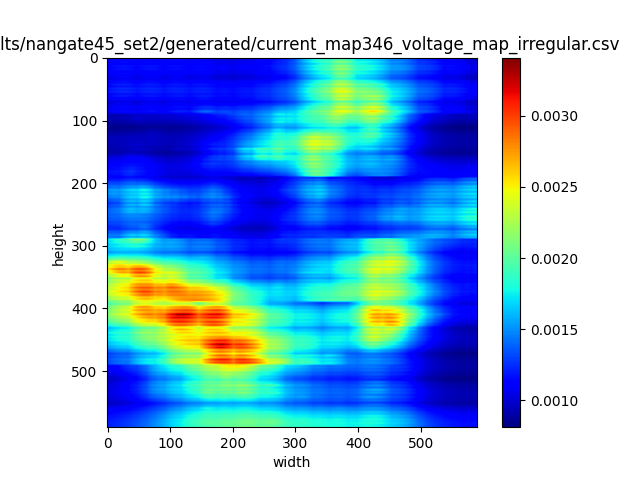 lts/nangate45_set2/generated/current_map346_voltage_map_irregular.csv
0
100
200
300
400
500
height
0 100 200 300 400 500
width
0.0030
0.0025
0.0020
0.0015
0.0010